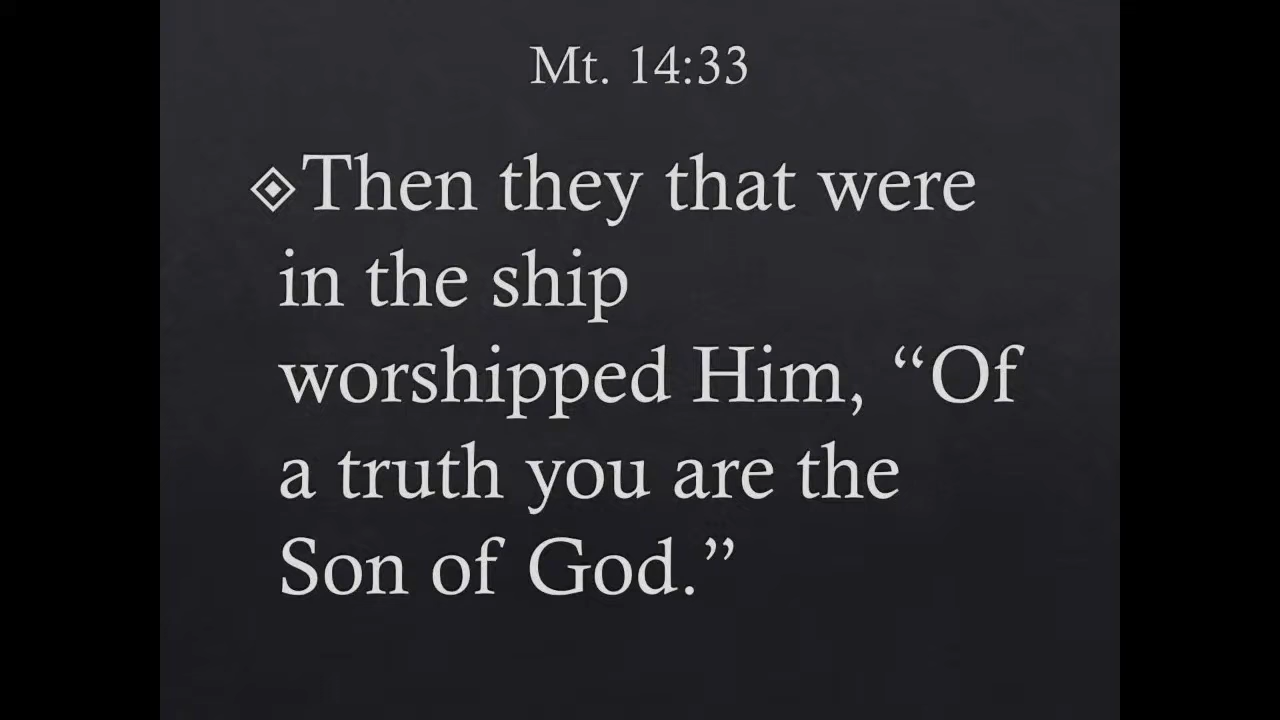 Mt. 14:33
Then they that were
in the ship
worshipped Him, “Of
a truth you are the
Son of God.”